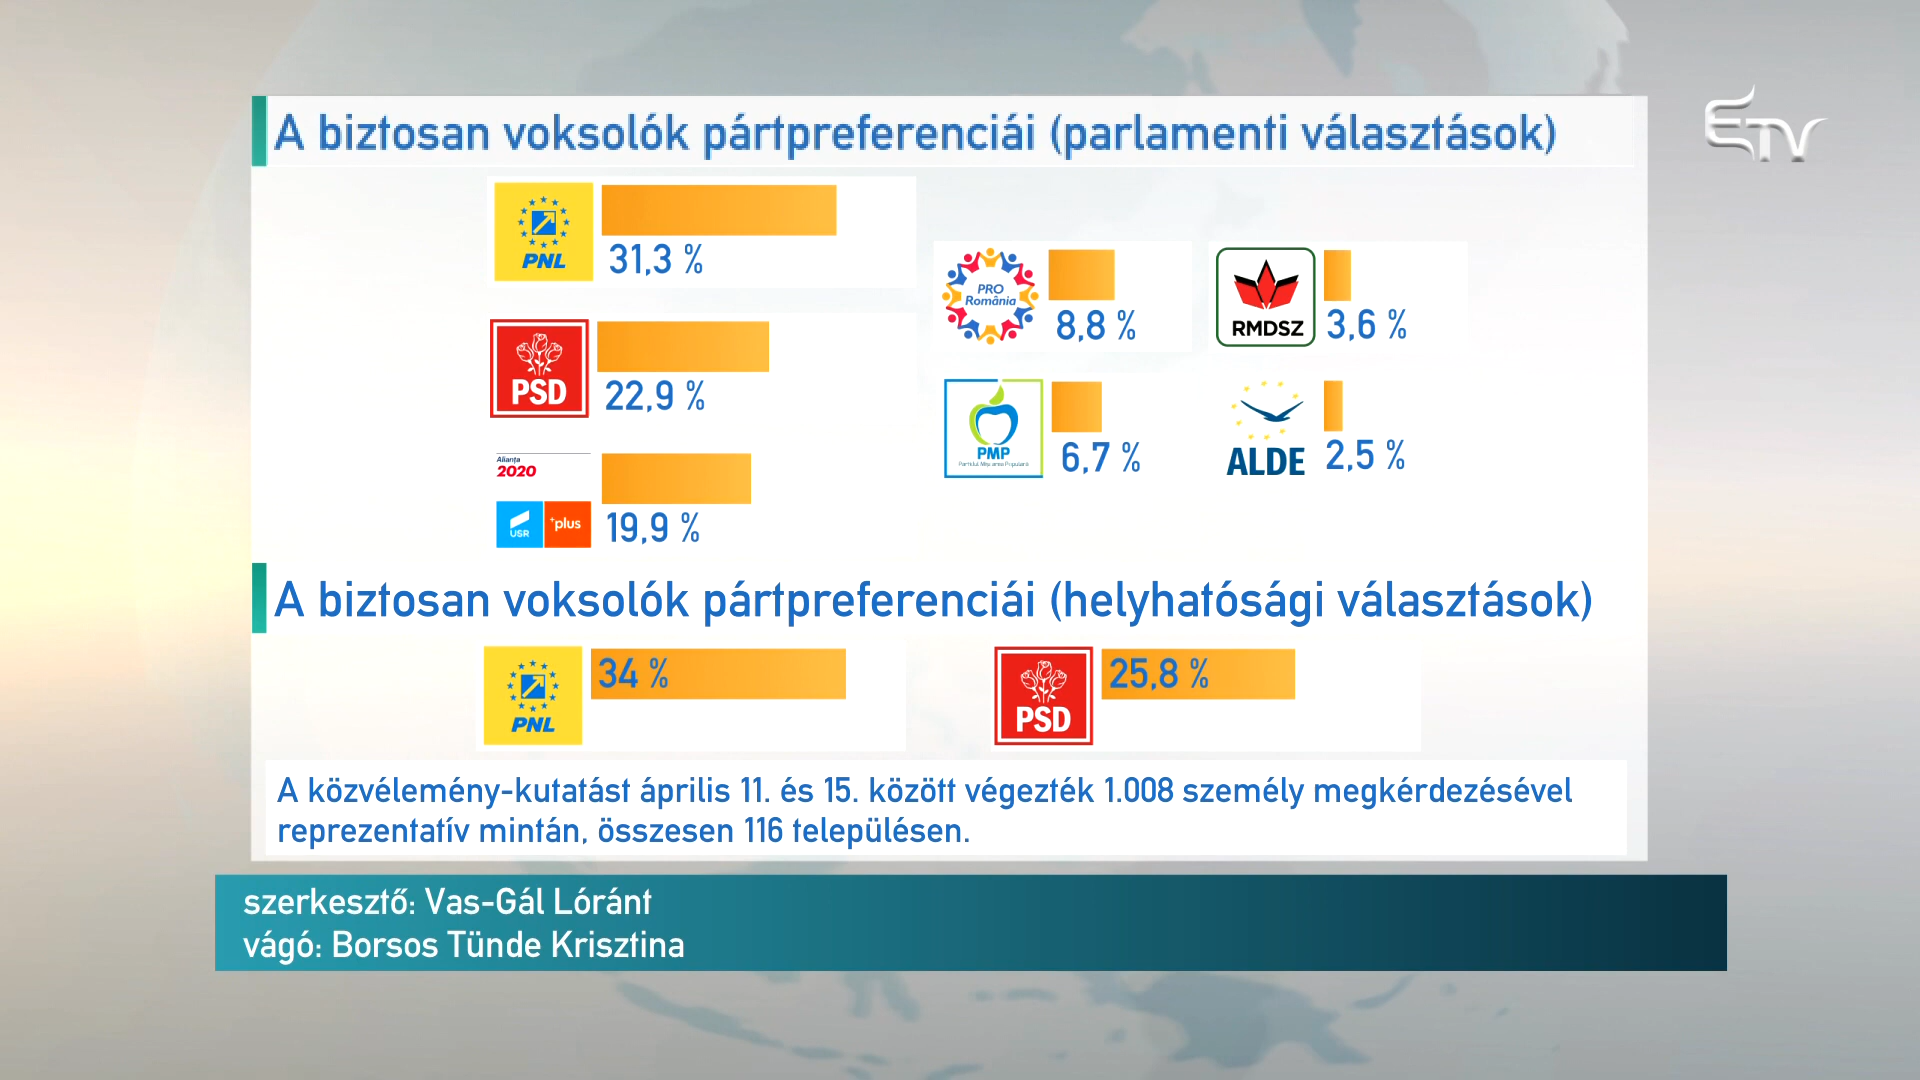 A biztosan voksolók pártpreferenciái (parlamenti választások)
ETV
PNL
31,3 %
PSD
22,9 %
Alianța
2020
USR
+plus
19,9 %
PRO
România
8,8 %
RMDSZ
3,6 %
PMP
Partidul Mișcarea Populară
6,7 %
ALDE
2,5 %
A biztosan voksolók pártpreferenciái (helyhatósági választások)
PNL
34 %
PSD
25,8 %
A közvélemény-kutatást április 11. és 15. között végezték 1.008 személy megkérdezésével
reprezentatív mintán, összesen 116 településen.
szerkesztő: Vas-Gál Lóránt
vágó: Borsos Tünde Krisztina